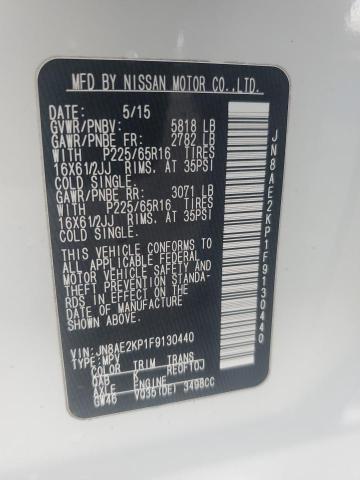 MFD BY NISSAN MOTOR CO.,LTD.
DATE: 5/15
GVWR/PNBV: 5818 LB
GAWR/PNBE FR: 2782 LB
WITH P225/65R16 TIRES
16X61/2JJ RIMS. AT 35PSI
COLD SINGLE.
GAWR/PNBE RR: 3071 LB
WITH P225/65R16 TIRES
16X61/2JJ RIMS. AT 35PSI
COLD SINGLE.
THIS VEHICLE CONFORMS TO
ALL APPLICABLE FEDERAL
MOTOR VEHICLE SAFETY AND
THEFT PREVENTION STANDA-
RDS IN EFFECT ON THE DATE
OF MANUFACTURE SHOWN
ABOVE.
VIN: JN8AE2KP1F9130440
TYPE: MPV
COLOR TRIM TRANS
QAB K RE0F10J
AXLE ENGINE
GW46 VQ35(DE) 3498CC
JN8AE2KP1F9130440